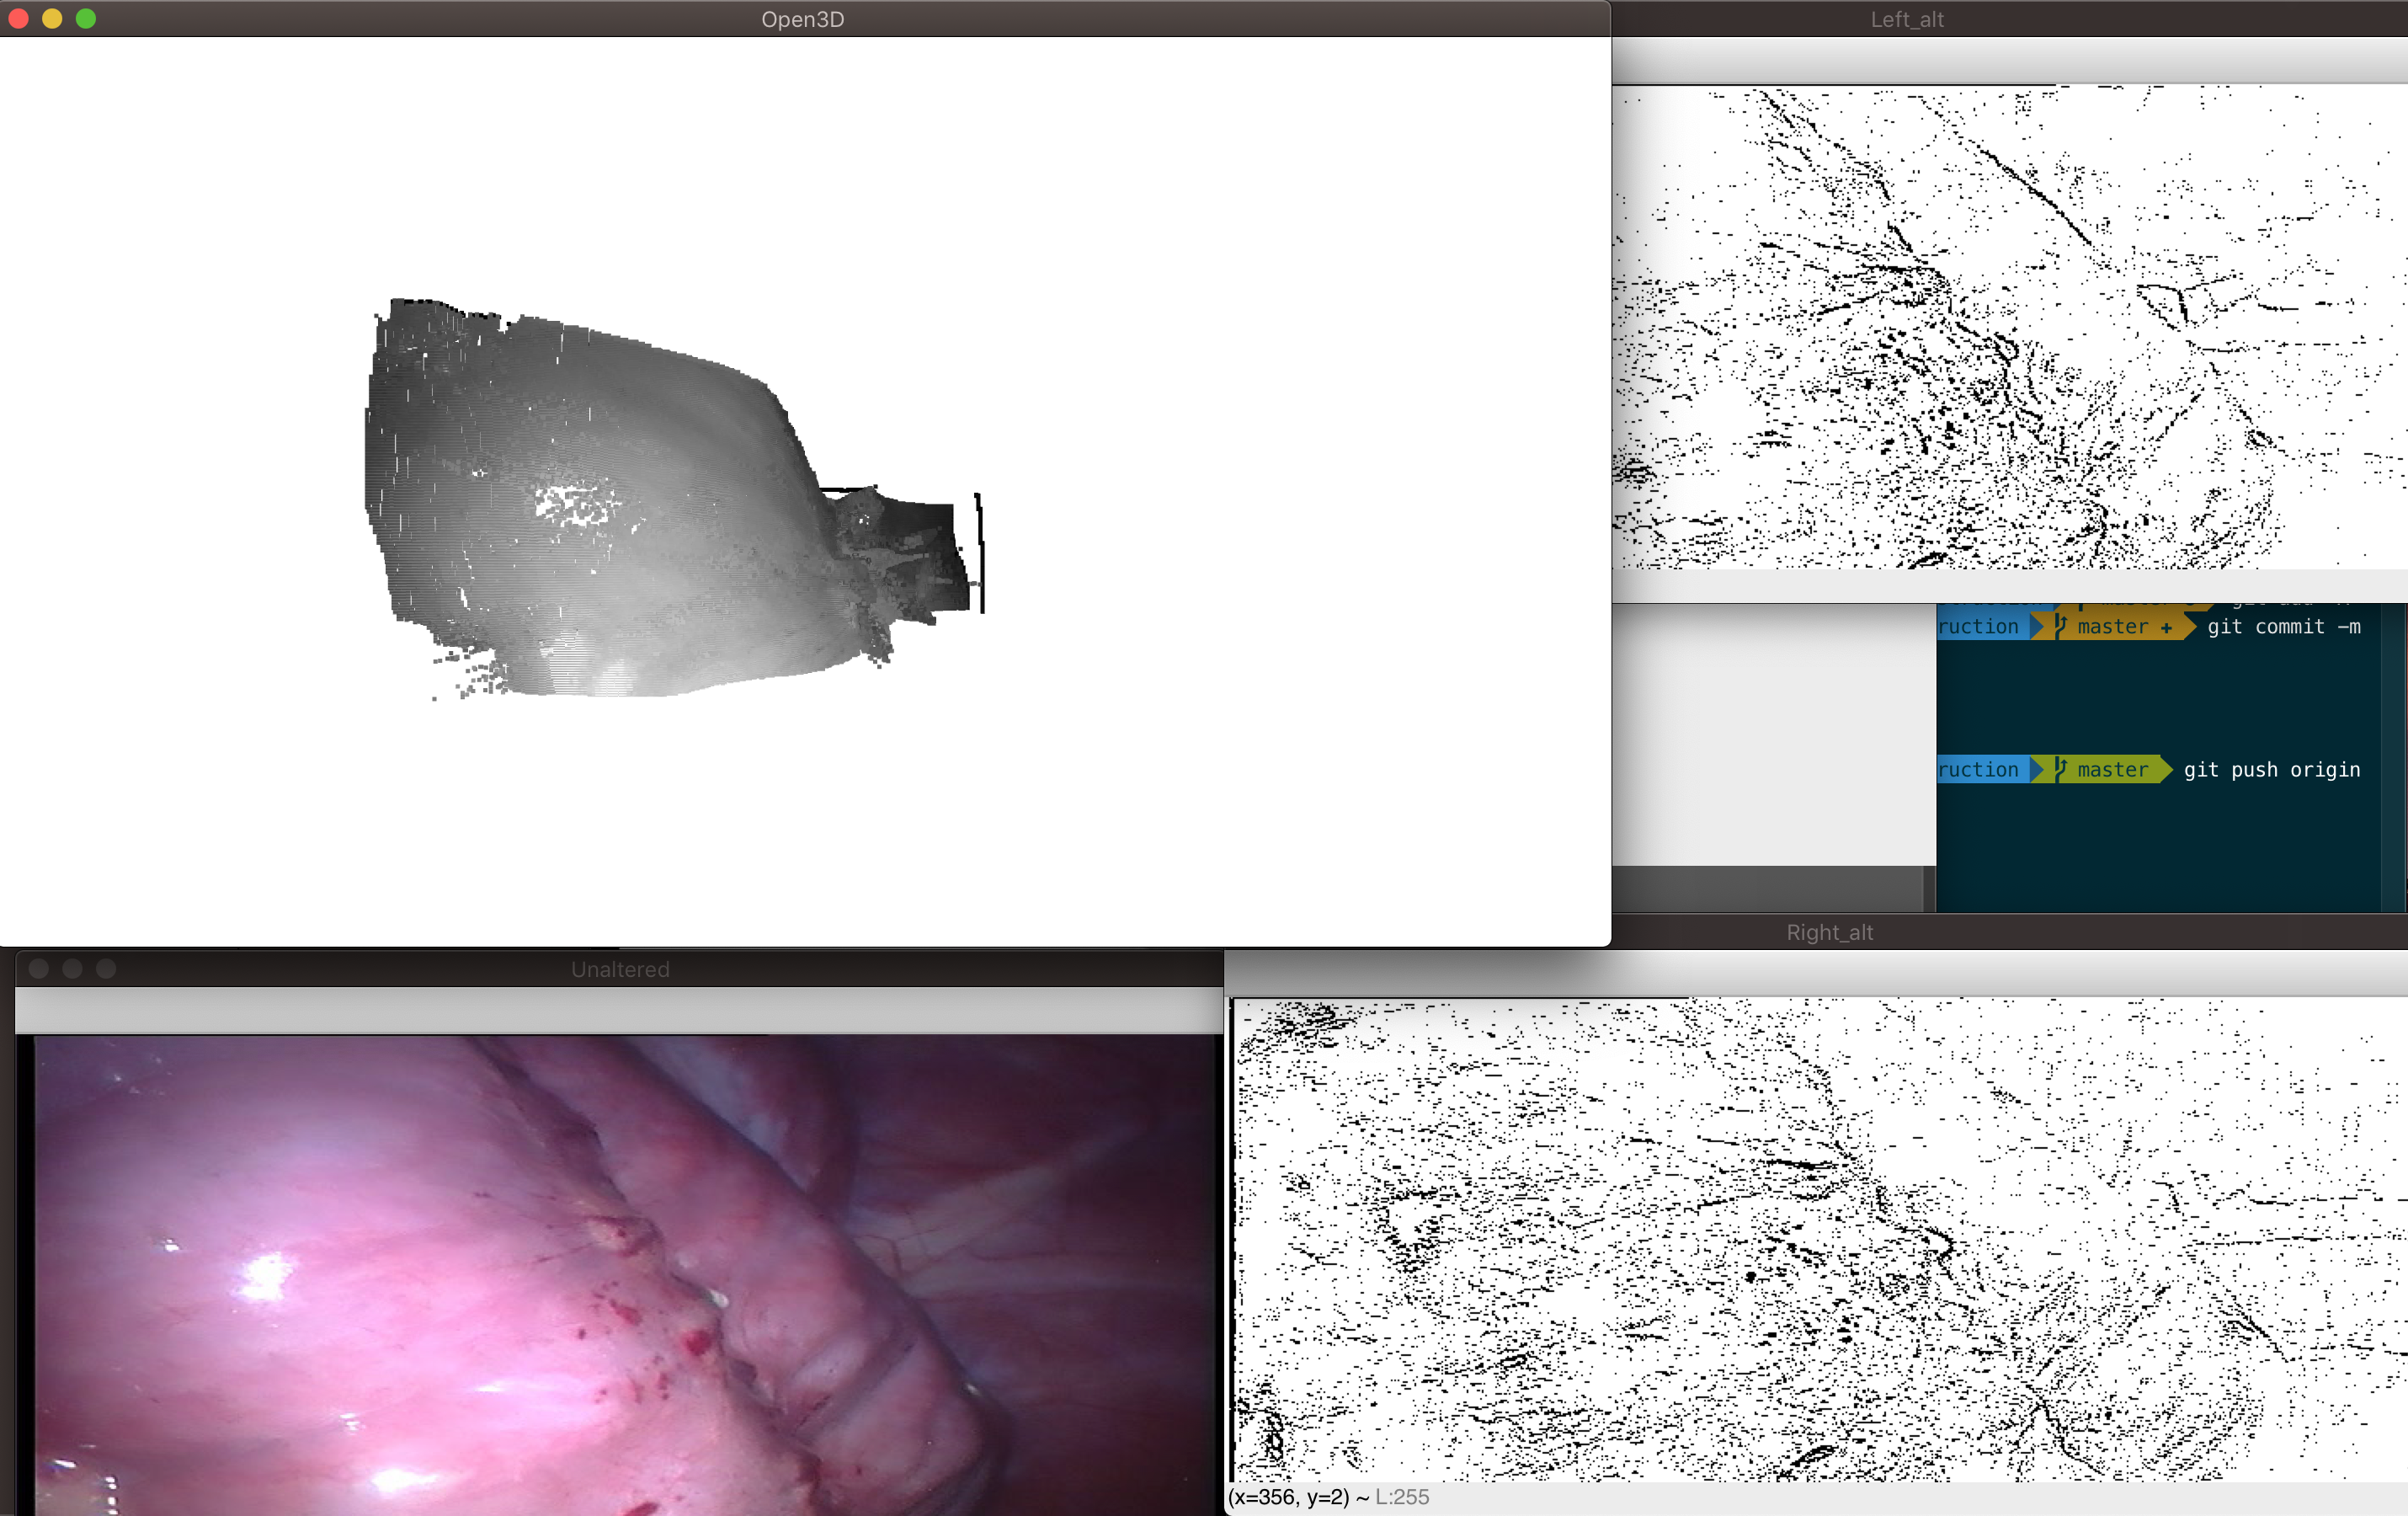 Open3D
Left_alt
ruction master + git commit -m
ruction master git push origin
Right_alt
Unaltered
(x=356, y=2) ~ L:255